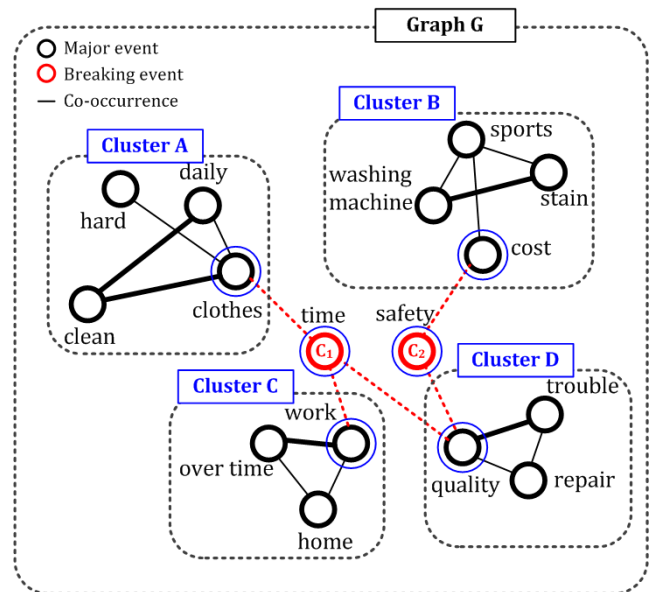 Graph G
Major event
Breaking event
Co-occurrence
Cluster B
sports
washing
machine
stain
cost
Cluster A
daily
hard
clean
clothes
time
safety
C1
C2
Cluster C
work
over time
home
Cluster D
trouble
quality
repair